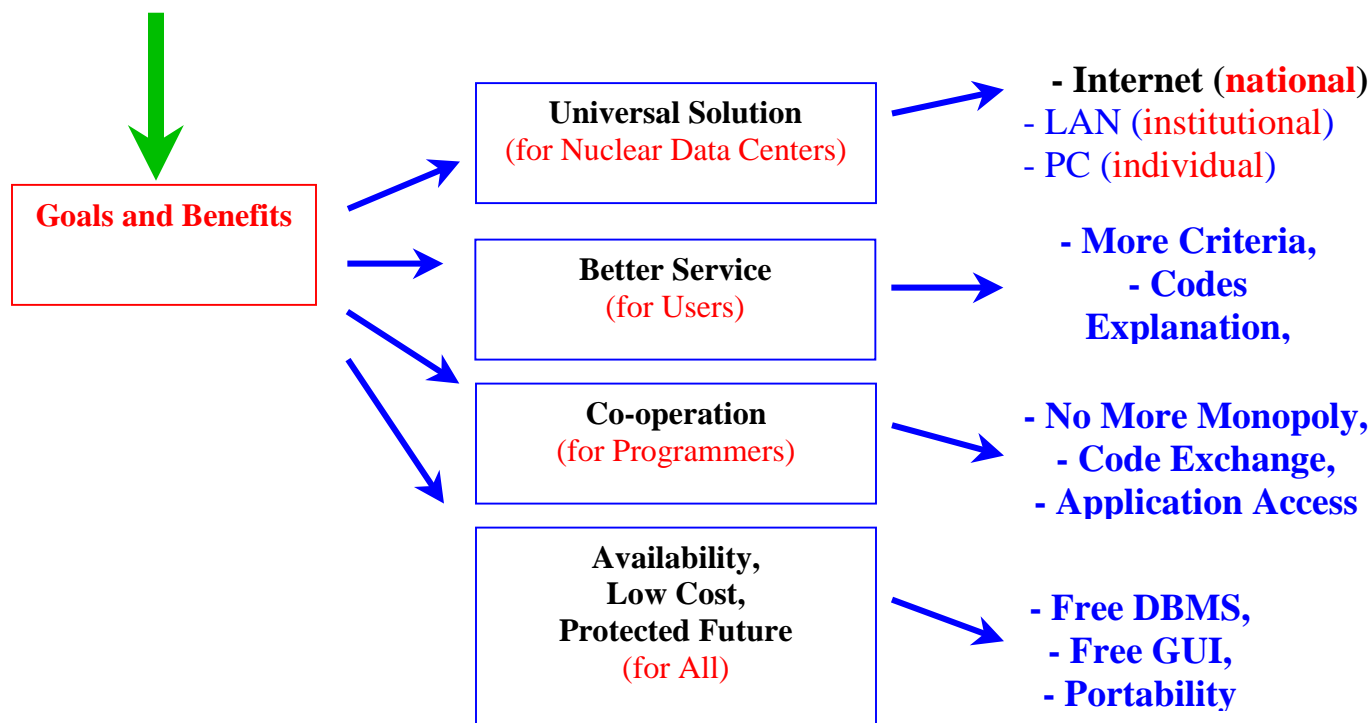 Goals and Benefits
Universal Solution
(for Nuclear Data Centers)
- Internet (national)
- LAN (institutional)
- PC (individual)
Better Service
(for Users)
- More Criteria,
- Codes
Explanation,
Co-operation
(for Programmers)
- No More Monopoly,
- Code Exchange,
- Application Access
Availability,
Low Cost,
Protected Future
(for All)
- Free DBMS,
- Free GUI,
- Portability